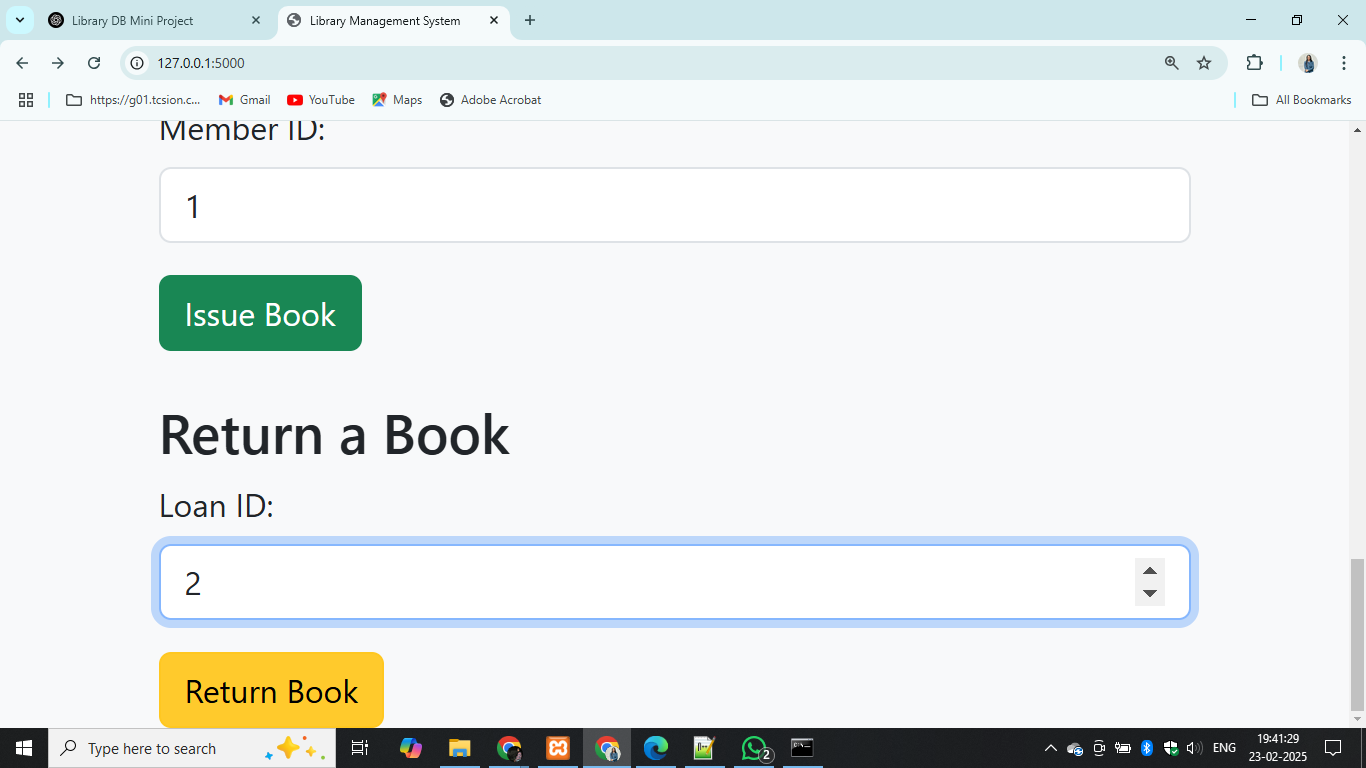 Library DB Mini Project
Library Management System
127.0.0.1:5000
https://g01.tcsion.c...
Gmail
YouTube
Maps
Adobe Acrobat
All Bookmarks
Member ID:
1
Issue Book
Return a Book
Loan ID:
2
Return Book
Type here to search
2
ENG
19:41:29
23-02-2025